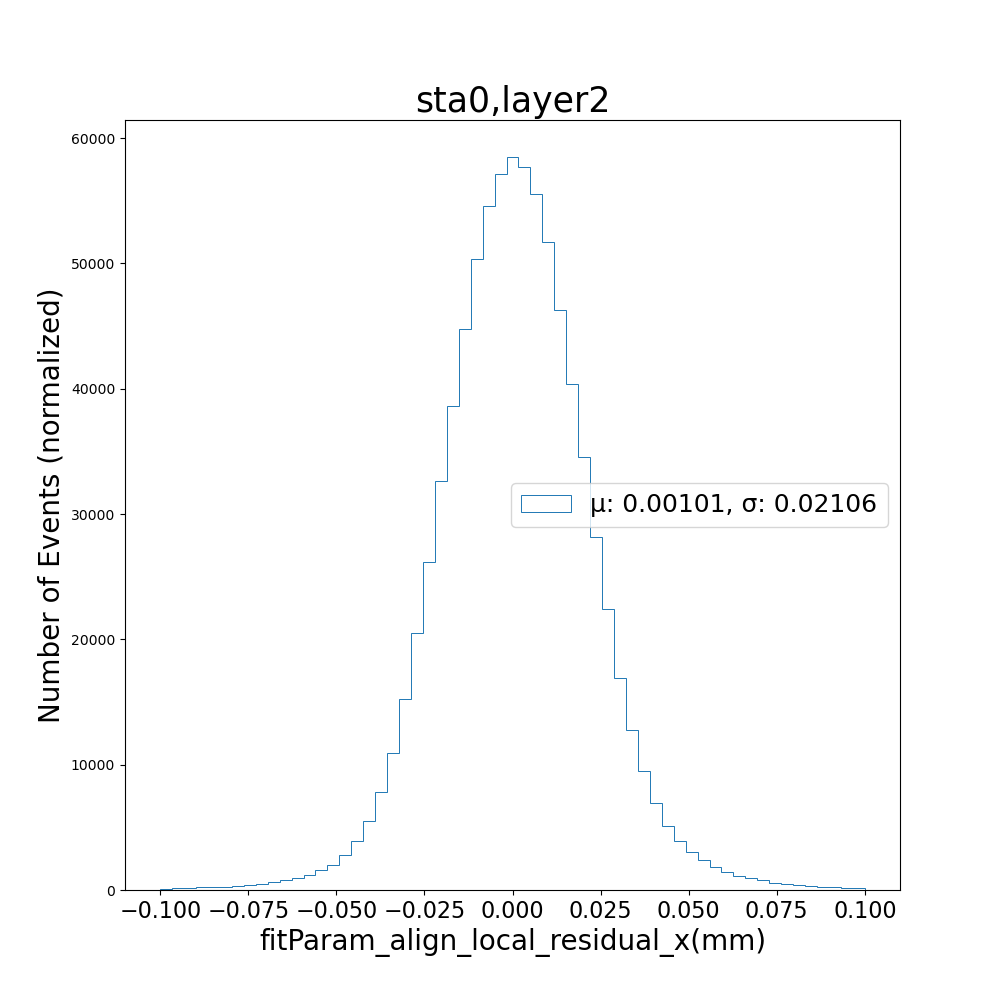 sta0,layer2
60000
50000
40000
30000
20000
10000
0
Number of Events (normalized)
μ: 0.00101, σ: 0.02106
−0.100 −0.075 −0.050 −0.025 0.000 0.025 0.050 0.075 0.100
fitParam_align_local_residual_x(mm)